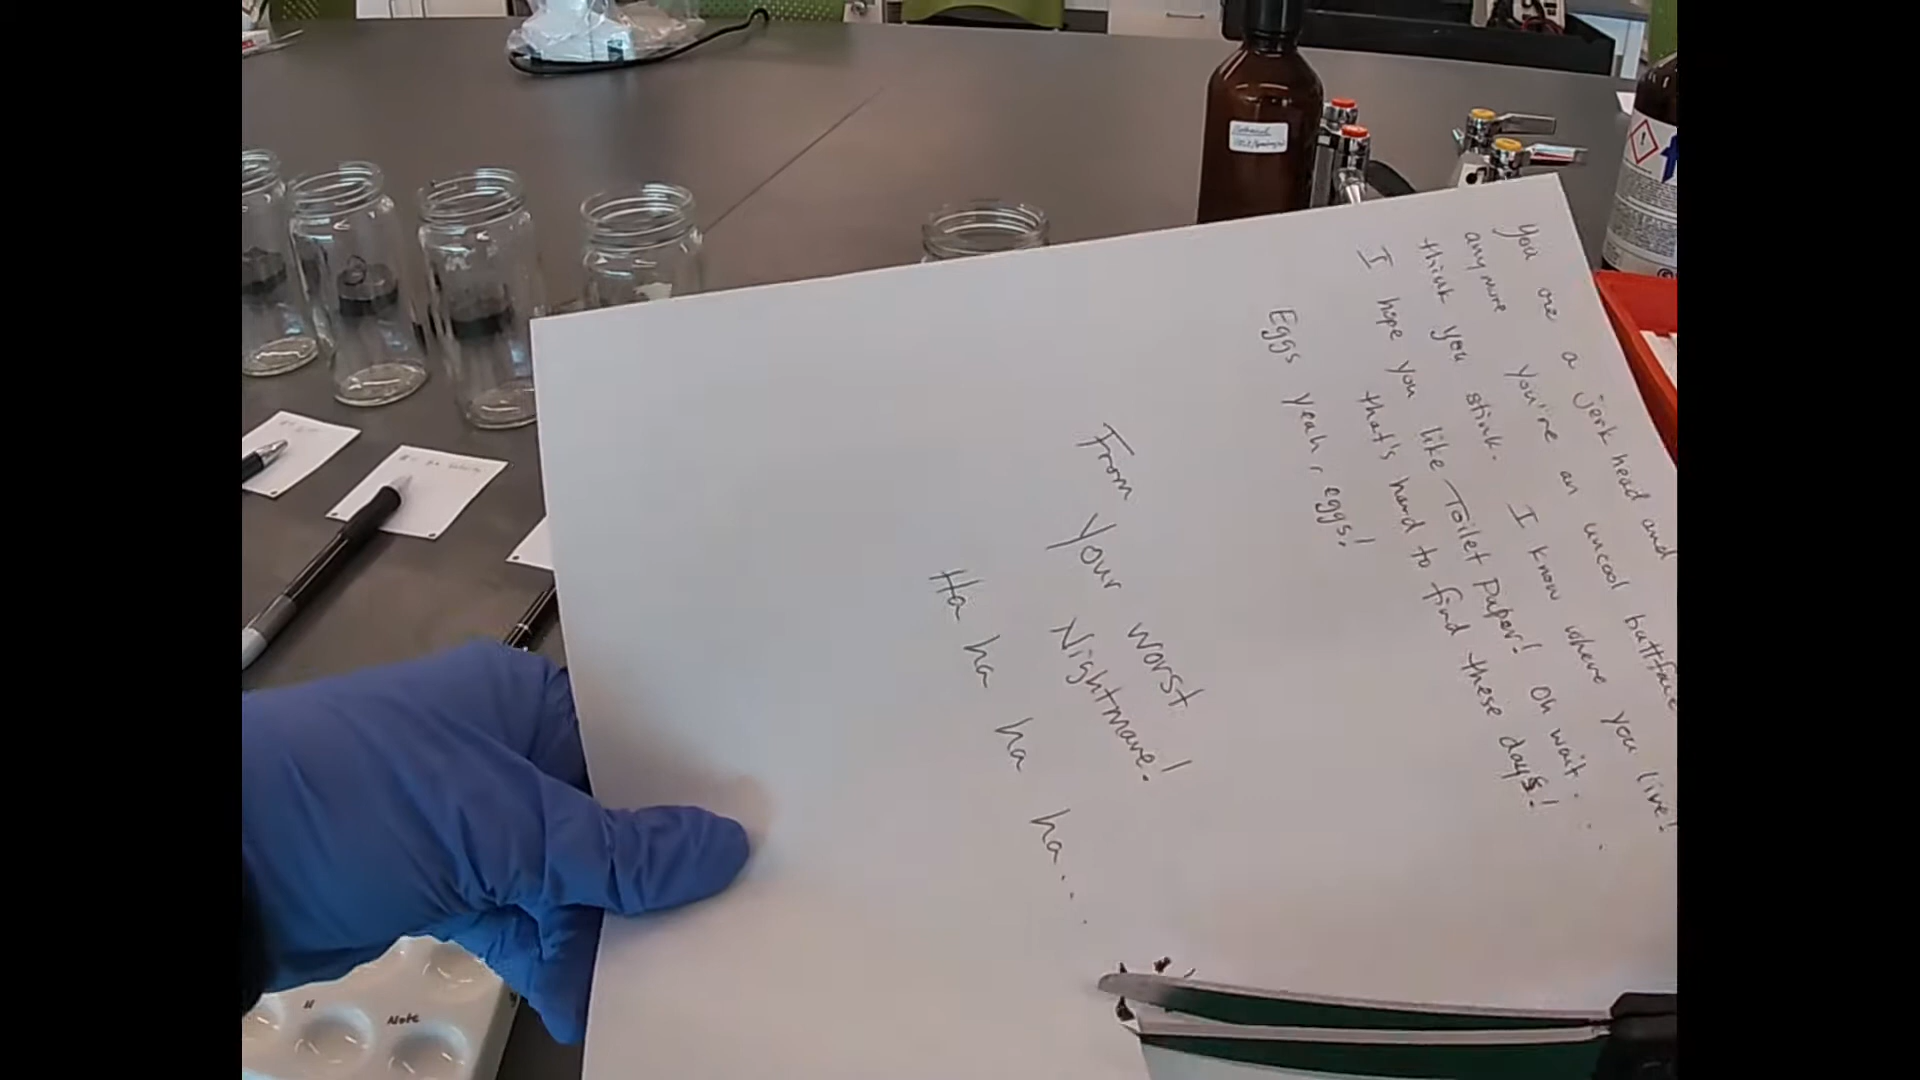 You are a jerk head and buttface
anymore you're an uncool
think you stink. I know where you live!
I hope you like Toilet paper! Oh wait...
that's hard to find these days!
Eggs yeah, eggs!
From your worst
Nightmare!
Ha ha ha ha...
Note
11